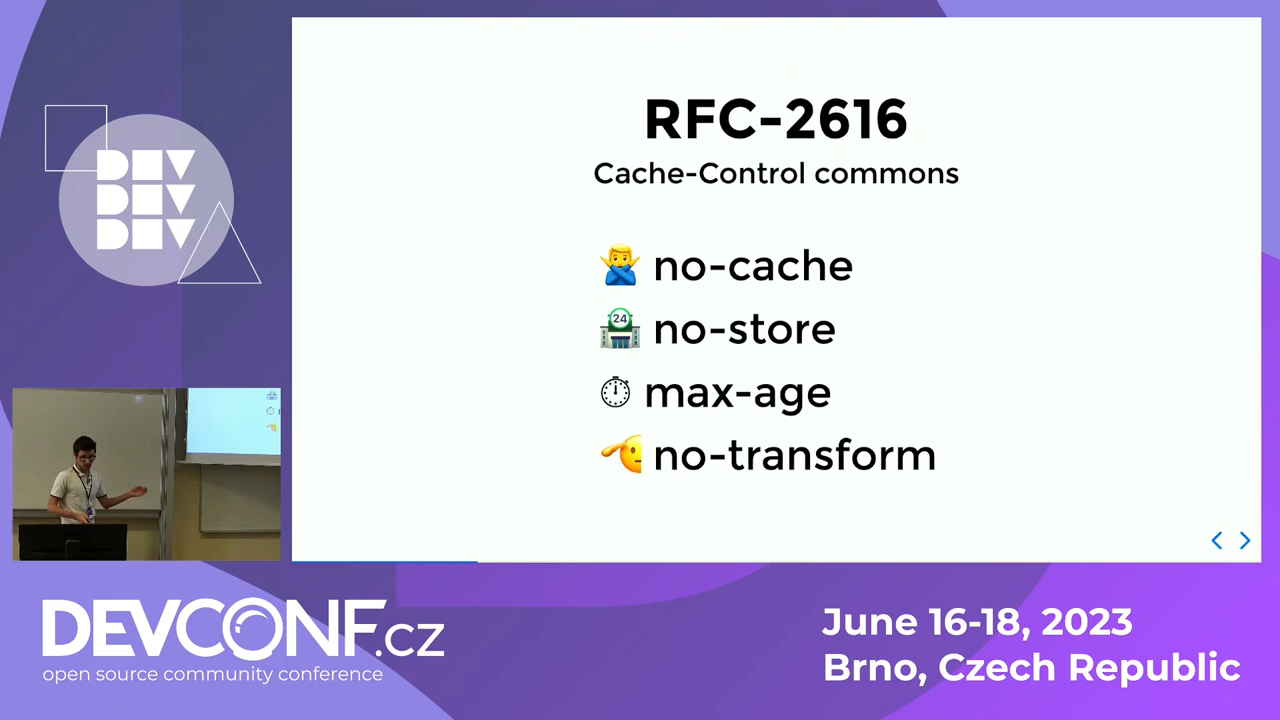 DEV
DEV
DEV
RFC-2616
Cache-Control commons
no-cache
24
no-store
max-age
no-transform
DEVCONF.cz
open source community conference
June 16-18, 2023
Brno, Czech Republic